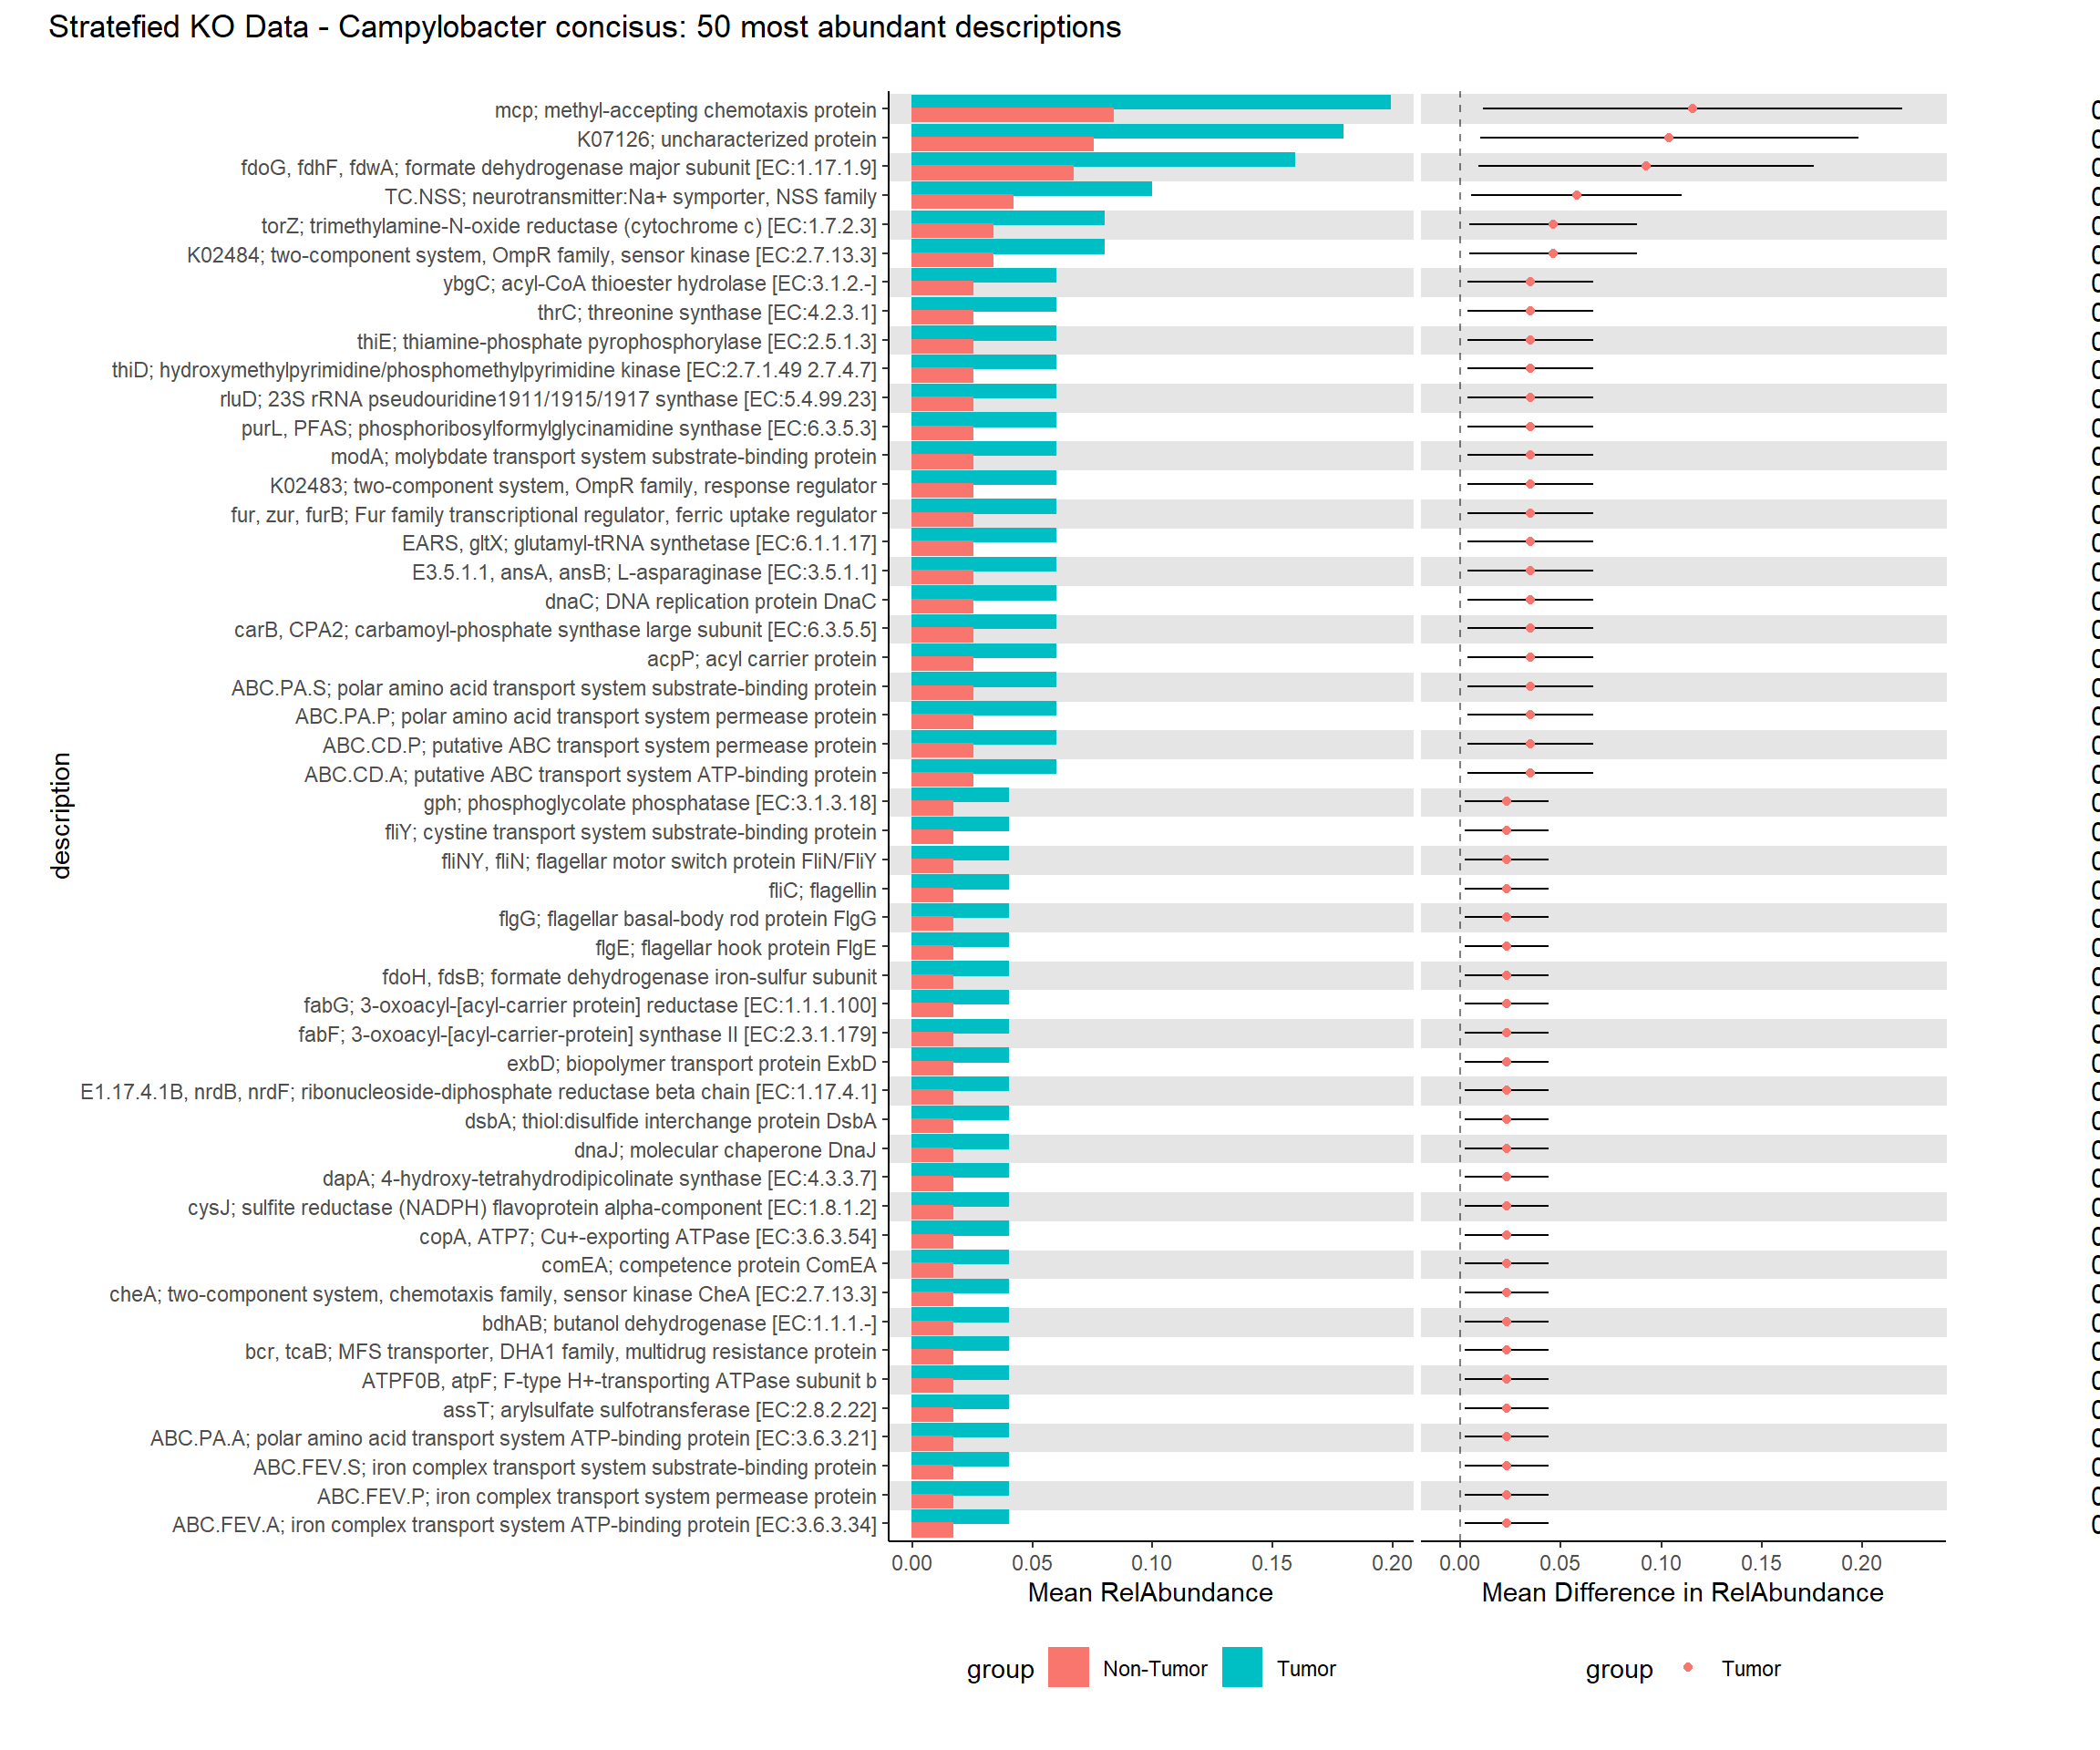 Stratefied KO Data - Campylobacter concisus: 50 most abundant descriptions
description
mcp; methyl-accepting chemotaxis protein
K07126; uncharacterized protein
fdoG, fdhF, fdwA; formate dehydrogenase major subunit [EC:1.17.1.9]
TC.NSS; neurotransmitter:Na+ symporter, NSS family
torZ; trimethylamine-N-oxide reductase (cytochrome c) [EC:1.7.2.3]
K02484; two-component system, OmpR family, sensor kinase [EC:2.7.13.3]
ybgC; acyl-CoA thioester hydrolase [EC:3.1.2.-]
thrC; threonine synthase [EC:4.2.3.1]
thiE; thiamine-phosphate pyrophosphorylase [EC:2.5.1.3]
thiD; hydroxymethylpyrimidine/phosphomethylpyrimidine kinase [EC:2.7.1.49 2.7.4.7]
rluD; 23S rRNA pseudouridine1911/1915/1917 synthase [EC:5.4.99.23]
purL, PFAS; phosphoribosylformylglycinamidine synthase [EC:6.3.5.3]
modA; molybdate transport system substrate-binding protein
K02483; two-component system, OmpR family, response regulator
fur, zur, furB; Fur family transcriptional regulator, ferric uptake regulator
EARS, gltX; glutamyl-tRNA synthetase [EC:6.1.1.17]
E3.5.1.1, ansA, ansB; L-asparaginase [EC:3.5.1.1]
dnaC; DNA replication protein DnaC
carB, CPA2; carbamoyl-phosphate synthase large subunit [EC:6.3.5.5]
acpP; acyl carrier protein
ABC.PA.S; polar amino acid transport system substrate-binding protein
ABC.PA.P; polar amino acid transport system permease protein
ABC.CD.P; putative ABC transport system permease protein
ABC.CD.A; putative ABC transport system ATP-binding protein
gph; phosphoglycolate phosphatase [EC:3.1.3.18]
fliY; cystine transport system substrate-binding protein
fliNY, fliN; flagellar motor switch protein FliN/FliY
fliC; flagellin
flgG; flagellar basal-body rod protein FlgG
flgE; flagellar hook protein FlgE
fdoH, fdsB; formate dehydrogenase iron-sulfur subunit
fabG; 3-oxoacyl-[acyl-carrier protein] reductase [EC:1.1.1.100]
fabF; 3-oxoacyl-[acyl-carrier-protein] synthase II [EC:2.3.1.179]
exbD; biopolymer transport protein ExbD
E1.17.4.1B, nrdB, nrdF; ribonucleoside-diphosphate reductase beta chain [EC:1.17.4.1]
dsbA; thiol:disulfide interchange protein DsbA
dnaJ; molecular chaperone DnaJ
dapA; 4-hydroxy-tetrahydrodipicolinate synthase [EC:4.3.3.7]
cysJ; sulfite reductase (NADPH) flavoprotein alpha-component [EC:1.8.1.2]
copA, ATP7; Cu+-exporting ATPase [EC:3.6.3.54]
comEA; competence protein ComEA
cheA; two-component system, chemotaxis family, sensor kinase CheA [EC:2.7.13.3]
bdhAB; butanol dehydrogenase [EC:1.1.1.-]
bcr, tcaB; MFS transporter, DHA1 family, multidrug resistance protein
ATPF0B, atpF; F-type H+-transporting ATPase subunit b
assT; arylsulfate sulfotransferase [EC:2.8.2.22]
ABC.PA.A; polar amino acid transport system ATP-binding protein [EC:3.6.3.21]
ABC.FEV.S; iron complex transport system substrate-binding protein
ABC.FEV.P; iron complex transport system permease protein
ABC.FEV.A; iron complex transport system ATP-binding protein [EC:3.6.3.34]
0.00 0.05 0.10 0.15 0.20
Mean RelAbundance
0.00 0.05 0.10 0.15 0.20
Mean Difference in RelAbundance
group Non-Tumor Tumor
group Tumor